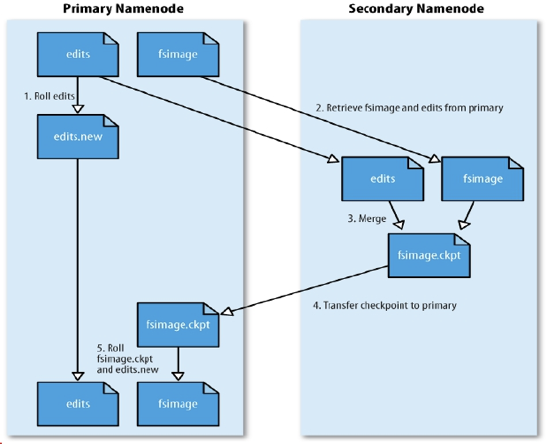 Primary Namenode
Secondary Namenode
edits
fsimage
1. Roll edits
2. Retrieve fsimage and edits from primary
edits.new
edits
fsimage
3. Merge
fsimage.ckpt
4. Transfer checkpoint to primary
fsimage.ckpt
5. Roll
fsimage.ckpt
and edits.new
edits
fsimage